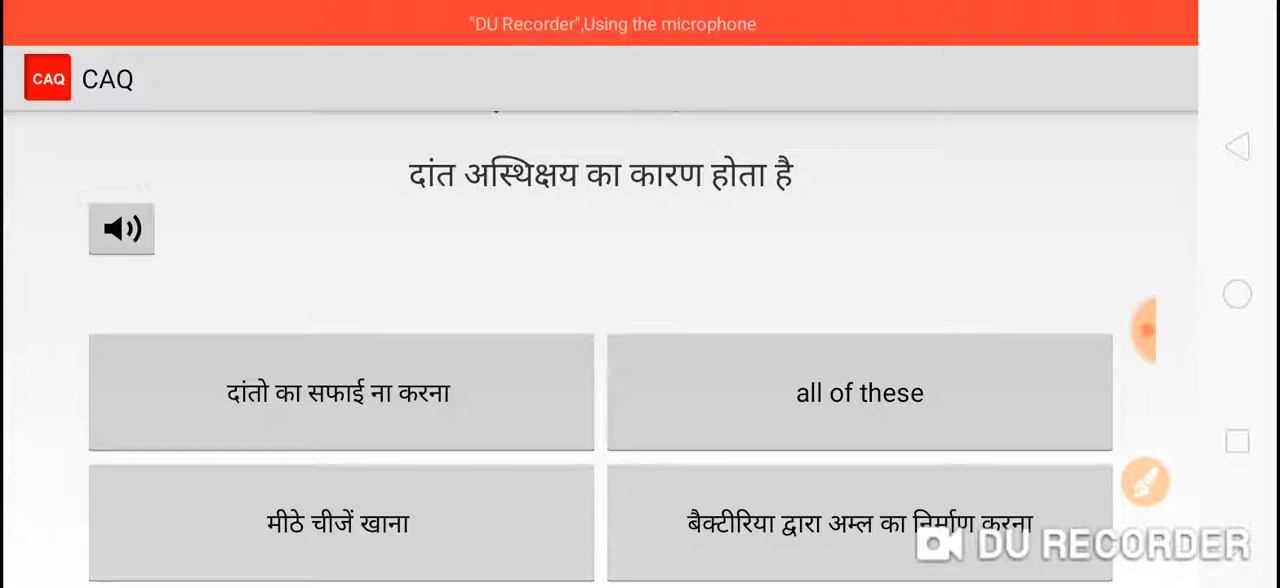 "DU Recorder",Using the microphone
CAQ CAQ
दांत अस्थिक्षय का कारण होता है
दांतो का सफाई ना करना
all of these
मीठे चीजें खाना
बैक्टीरिया द्वारा अम्ल का निर्माण करना
DU RECORDER